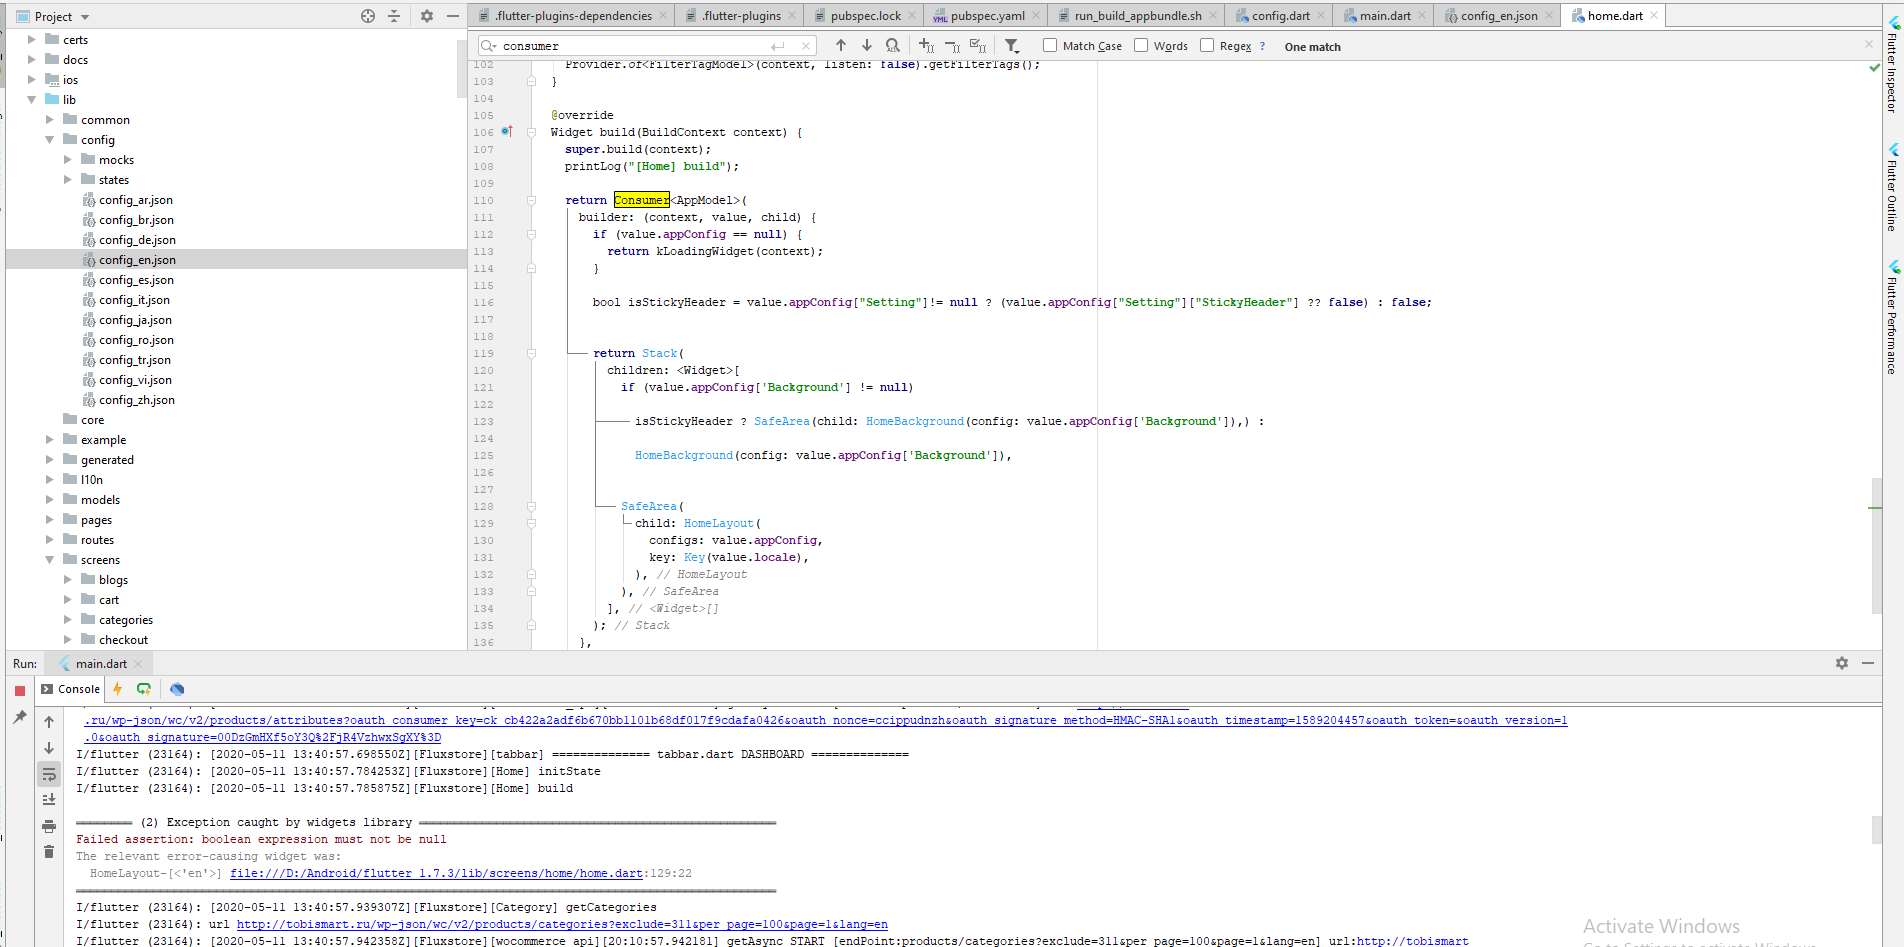 Project
.flutter-plugins-dependencies
.flutter-plugins
pubspec.lock
pubspec.yaml
run_build_appbundle.sh
config.dart
main.dart
config_en.json
home.dart
certs
docs
ios
lib
common
config
mocks
states
config_ar.json
config_br.json
config_de.json
config_en.json
config_es.json
config_it.json
config_ja.json
config_ro.json
config_tr.json
config_vi.json
config_zh.json
core
example
generated
l10n
models
pages
routes
screens
blogs
cart
categories
checkout
consumer
Match Case
Words
Regex ?
One match
102 Provider.of<FilterTagModel>(context, listen: false).getFilterTags();
103 }
104
105 @override
106 Widget build(BuildContext context) {
107 super.build(context);
108 printLog("[Home] build");
109
110 return Consumer<AppModel>(
111 builder: (context, value, child) {
112 if (value.appConfig == null) {
113 return kLoadingWidget(context);
114 }
115
116 bool isStickyHeader = value.appConfig["Setting"]!= null ? (value.appConfig["Setting"]["StickyHeader"] ?? false) : false;
117
118
119 return Stack(
120 children: <Widget>[
121 if (value.appConfig['Background'] != null)
122
123 isStickyHeader ? SafeArea(child: HomeBackground(config: value.appConfig['Background']),) :
124
125 HomeBackground(config: value.appConfig['Background']),
126
127
128 SafeArea(
129 child: HomeLayout(
130 configs: value.appConfig,
131 key: Key(value.locale),
132 ), // HomeLayout
133 ), // SafeArea
134 ], // <Widget>[]
135 ); // Stack
136 },
Flutter Inspector
Flutter Outline
Flutter Performance
Run: main.dart
Console
.ru/wp-json/wc/v2/products/attributes?oauth_consumer_key=ck_cb422a2adf6b670bb1101b68df017f9cdafa0426&oauth_nonce=ccippudnzh&oauth_signature_method=HMAC-SHA1&oauth_timestamp=1589204457&oauth_token=&oauth_version=1
.0&oauth_signature=00DzGmHXf5oY3Q%2FjR4VzhwxSgXY%3D
I/flutter (23164): [2020-05-11 13:40:57.698550Z][Fluxstore][tabbar] ============== tabbar.dart DASHBOARD ==============
I/flutter (23164): [2020-05-11 13:40:57.784253Z][Fluxstore][Home] initState
I/flutter (23164): [2020-05-11 13:40:57.785875Z][Fluxstore][Home] build
════════ (2) Exception caught by widgets library ═══════════════════════════════════════════════════
Failed assertion: boolean expression must not be null
The relevant error-causing widget was:
HomeLayout-[<'en'>] file:///D:/Android/flutter_1.7.3/lib/screens/home/home.dart:129:22
════════════════════════════════════════════════════════════════════════════════════════════════════
I/flutter (23164): [2020-05-11 13:40:57.939307Z][Fluxstore][Category] getCategories
I/flutter (23164): url http://tobismart.ru/wp-json/wc/v2/products/categories?exclude=311&per_page=100&page=1&lang=en
I/flutter (23164): [2020-05-11 13:40:57.942358Z][Fluxstore][wocommerce_api][20:10:57.942181] getAsync START [endPoint:products/categories?exclude=311&per_page=100&page=1&lang=en] url:http://tobismart
Activate Windows